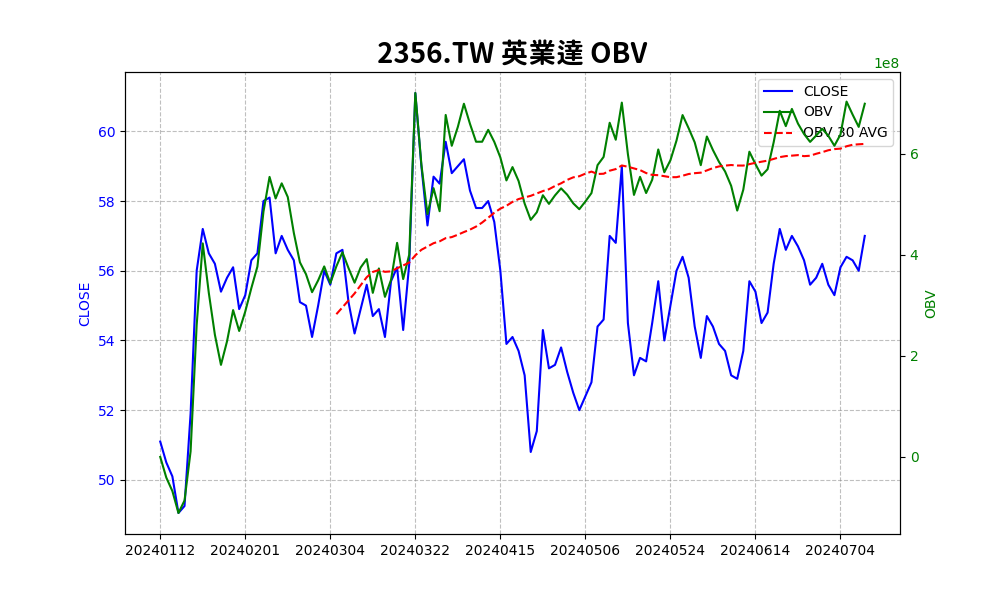 2356.TW 英業達 OBV
1e8
CLOSE
OBV
OBV 30 AVG
60
58
56
54
52
50
CLOSE
6
4
2
0
OBV
20240112 20240201 20240304 20240322 20240415 20240506 20240524 20240614 20240704